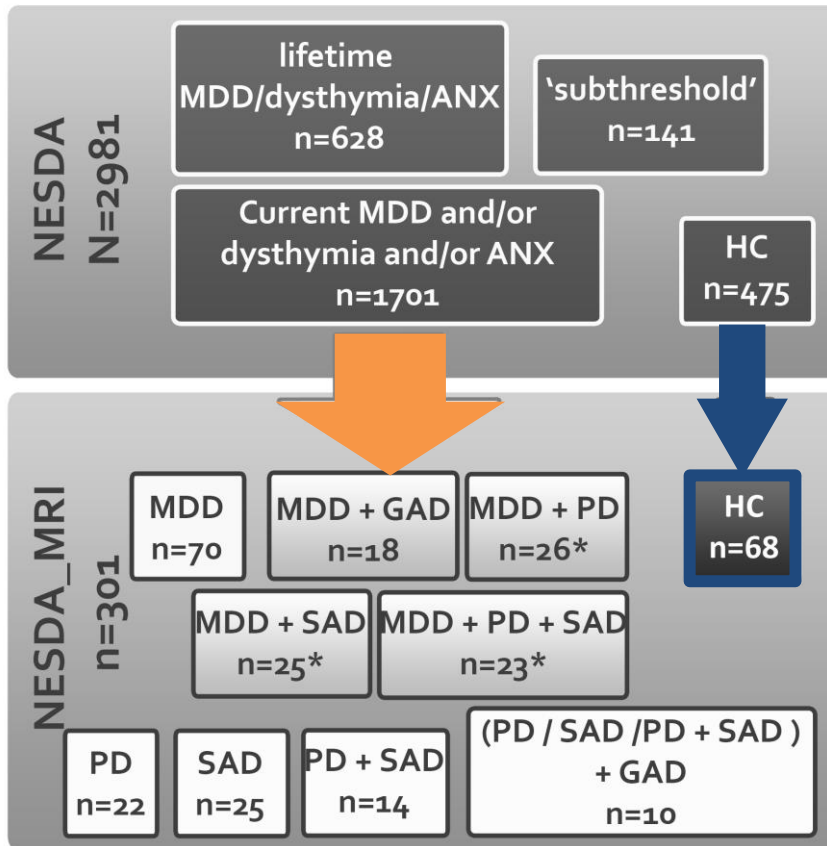 NESDA
N=2981
lifetime
MDD/dysthymia/ANX
n=628
‘subthreshold’
n=141
Current MDD and/or
dysthymia and/or ANX
n=1701
HC
n=475
NESDA_MRI
n=301
MDD
n=70
MDD + GAD
n=18
MDD + PD
n=26*
HC
n=68
MDD + SAD
n=25*
MDD + PD + SAD
n=23*
PD
n=22
SAD
n=25
PD + SAD
n=14
(PD / SAD /PD + SAD )
+ GAD
n=10